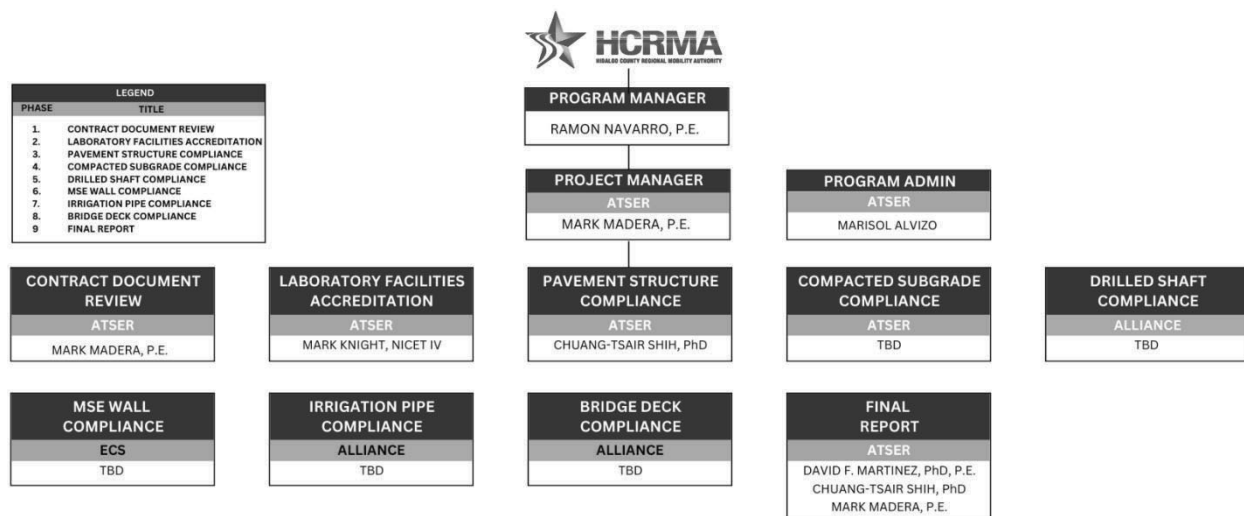 HCRMA
HIDALGO COUNTY REGIONAL MOBILITY AUTHORITY
LEGEND
PHASE TITLE
1. CONTRACT DOCUMENT REVIEW
2. LABORATORY FACILITIES ACCREDITATION
3. PAVEMENT STRUCTURE COMPLIANCE
4. COMPACTED SUBGRADE COMPLIANCE
5. DRILLED SHAFT COMPLIANCE
6. MSE WALL COMPLIANCE
7. IRRIGATION PIPE COMPLIANCE
8. BRIDGE DECK COMPLIANCE
9 FINAL REPORT
PROGRAM MANAGER
RAMON NAVARRO, P.E.
PROJECT MANAGER
ATSER
MARK MADERA, P.E.
PROGRAM ADMIN
ATSER
MARISOL ALVIZO
CONTRACT DOCUMENT
REVIEW
ATSER
MARK MADERA, P.E.
LABORATORY FACILITIES
ACCREDITATION
ATSER
MARK KNIGHT, NICET IV
PAVEMENT STRUCTURE
COMPLIANCE
ATSER
CHUANG-TSAIR SHIH, PhD
COMPACTED SUBGRADE
COMPLIANCE
ATSER
TBD
DRILLED SHAFT
COMPLIANCE
ALLIANCE
TBD
MSE WALL
COMPLIANCE
ECS
TBD
IRRIGATION PIPE
COMPLIANCE
ALLIANCE
TBD
BRIDGE DECK
COMPLIANCE
ALLIANCE
TBD
FINAL
REPORT
ATSER
DAVID F. MARTINEZ, PhD, P.E.
CHUANG-TSAIR SHIH, PhD
MARK MADERA, P.E.